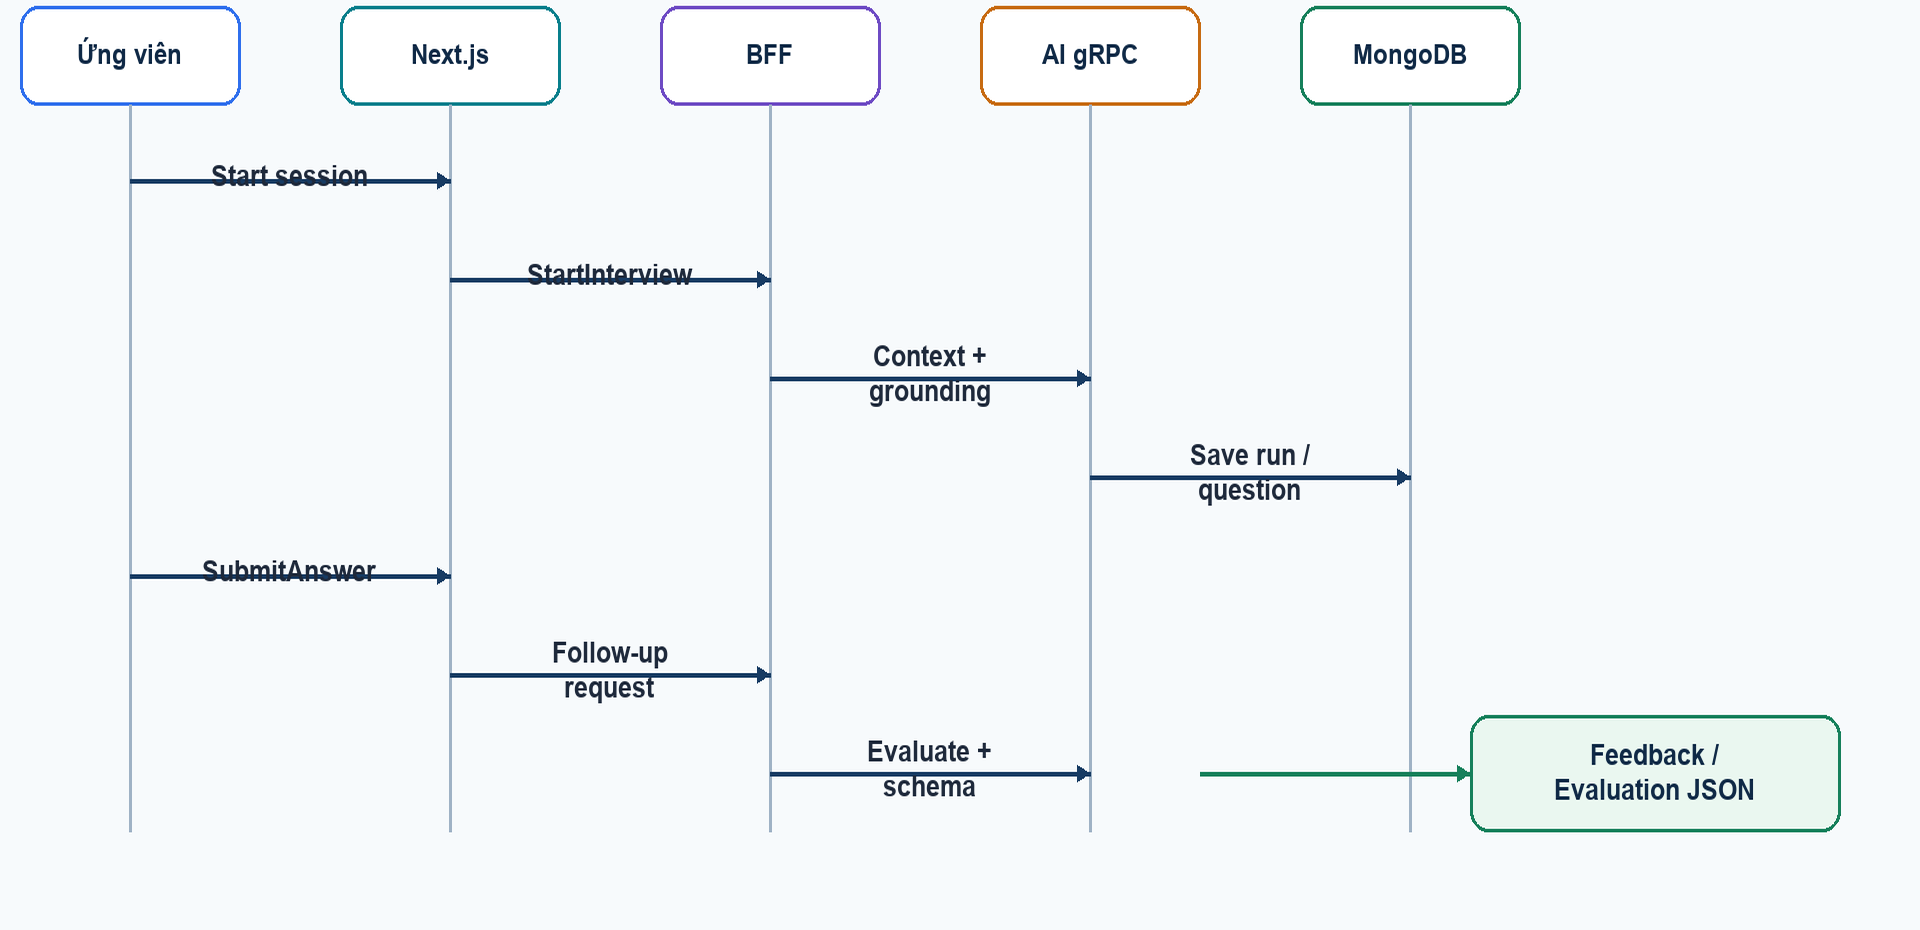 Ứng viên
Next.js
BFF
AI gRPC
MongoDB
Start session
StartInterview
Context +
grounding
Save run /
question
SubmitAnswer
Follow-up
request
Evaluate +
schema
Feedback /
Evaluation JSON